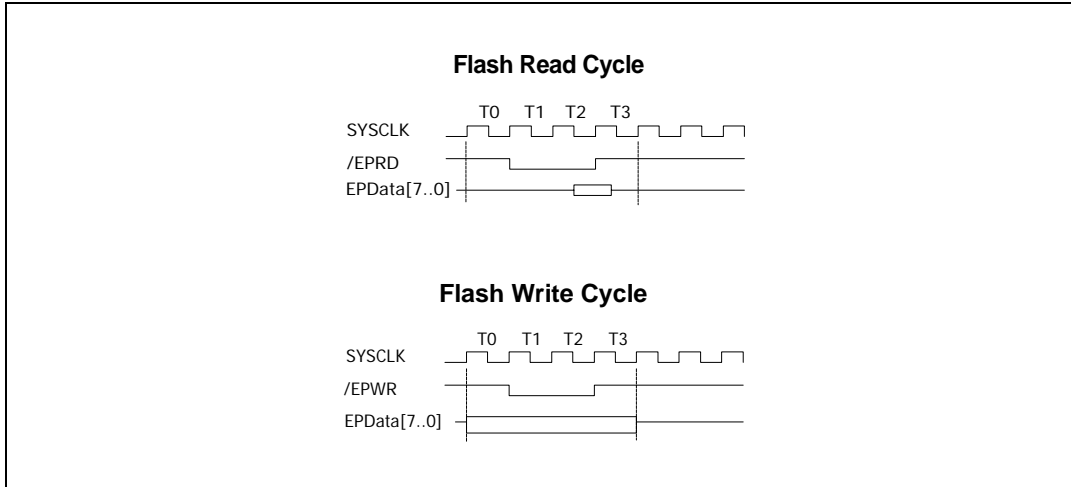 Flash Read Cycle
T0 T1 T2 T3
SYSCLK
/EPRD
EPData[7..0]
Flash Write Cycle
T0 T1 T2 T3
SYSCLK
/EPWR
EPData[7..0]